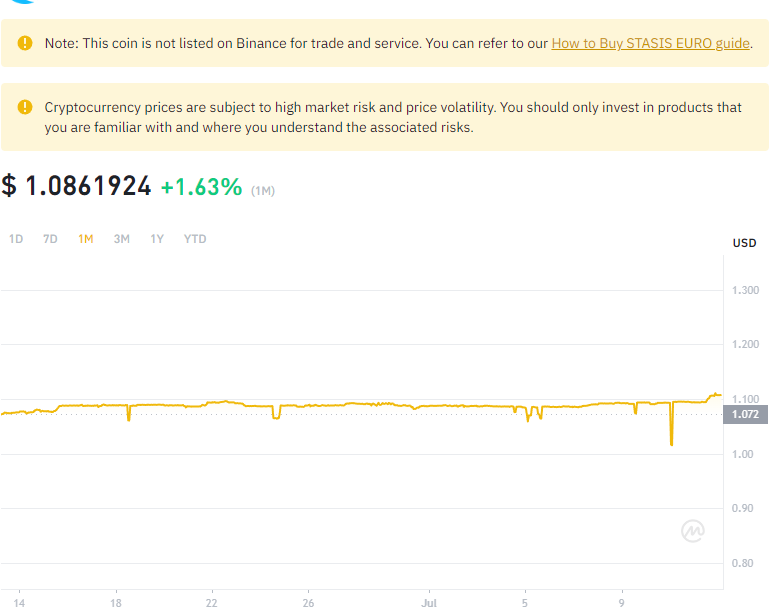 Note: This coin is not listed on Binance for trade and service. You can refer to our How to Buy STASIS EURO guide.
Cryptocurrency prices are subject to high market risk and price volatility. You should only invest in products that
you are familiar with and where you understand the associated risks.
$ 1.0861924 +1.63% (1M)
1D 7D 1M 3M 1Y YTD
USD
1.300
1.200
1.100
1.072
1.00
0.90
0.80
14 18 22 26 Jul 5 9